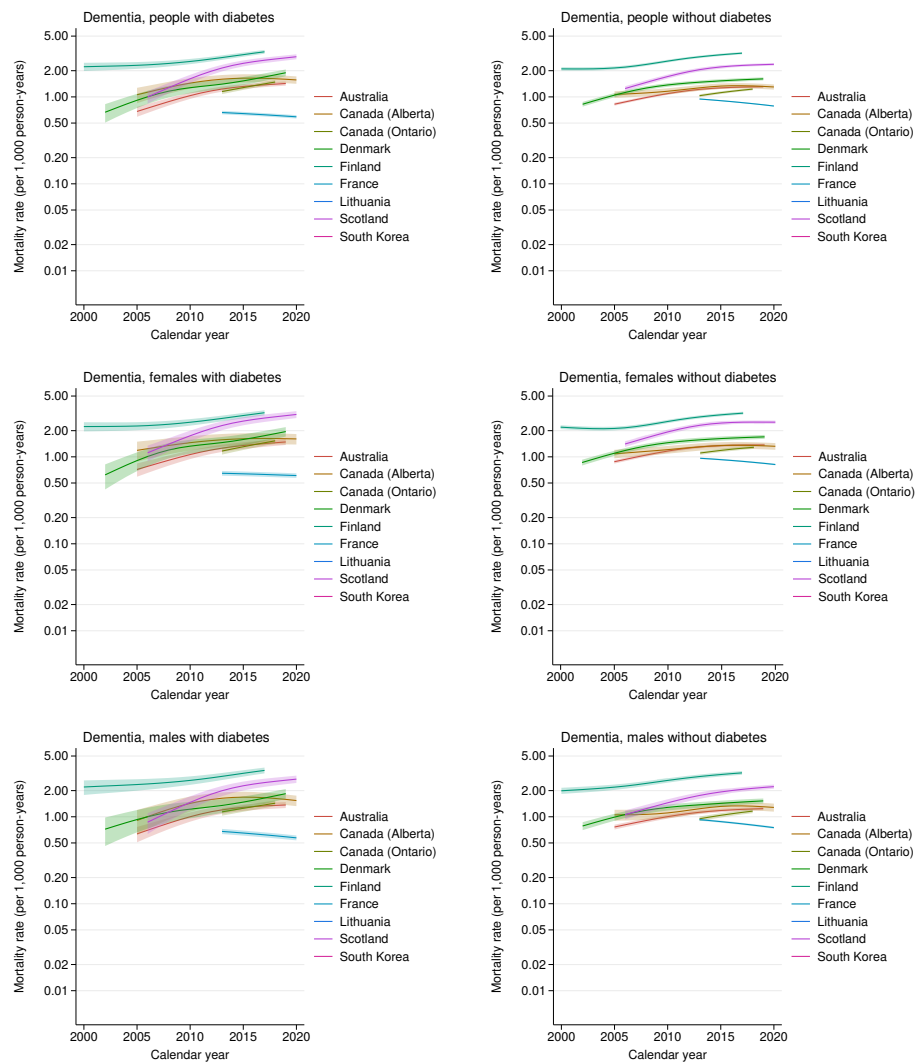 Dementia, people with diabetes
5.00
2.00
1.00
0.50
0.20
0.10
0.05
0.02
0.01
Mortality rate (per 1,000 person-years)
2000 2005 2010 2015 2020
Calendar year
Australia
Canada (Alberta)
Canada (Ontario)
Denmark
Finland
France
Lithuania
Scotland
South Korea
Dementia, people without diabetes
5.00
2.00
1.00
0.50
0.20
0.10
0.05
0.02
0.01
Mortality rate (per 1,000 person-years)
2000 2005 2010 2015 2020
Calendar year
Australia
Canada (Alberta)
Canada (Ontario)
Denmark
Finland
France
Lithuania
Scotland
South Korea
Dementia, females with diabetes
5.00
2.00
1.00
0.50
0.20
0.10
0.05
0.02
0.01
Mortality rate (per 1,000 person-years)
2000 2005 2010 2015 2020
Calendar year
Australia
Canada (Alberta)
Canada (Ontario)
Denmark
Finland
France
Lithuania
Scotland
South Korea
Dementia, females without diabetes
5.00
2.00
1.00
0.50
0.20
0.10
0.05
0.02
0.01
Mortality rate (per 1,000 person-years)
2000 2005 2010 2015 2020
Calendar year
Australia
Canada (Alberta)
Canada (Ontario)
Denmark
Finland
France
Lithuania
Scotland
South Korea
Dementia, males with diabetes
5.00
2.00
1.00
0.50
0.20
0.10
0.05
0.02
0.01
Mortality rate (per 1,000 person-years)
2000 2005 2010 2015 2020
Calendar year
Australia
Canada (Alberta)
Canada (Ontario)
Denmark
Finland
France
Lithuania
Scotland
South Korea
Dementia, males without diabetes
5.00
2.00
1.00
0.50
0.20
0.10
0.05
0.02
0.01
Mortality rate (per 1,000 person-years)
2000 2005 2010 2015 2020
Calendar year
Australia
Canada (Alberta)
Canada (Ontario)
Denmark
Finland
France
Lithuania
Scotland
South Korea